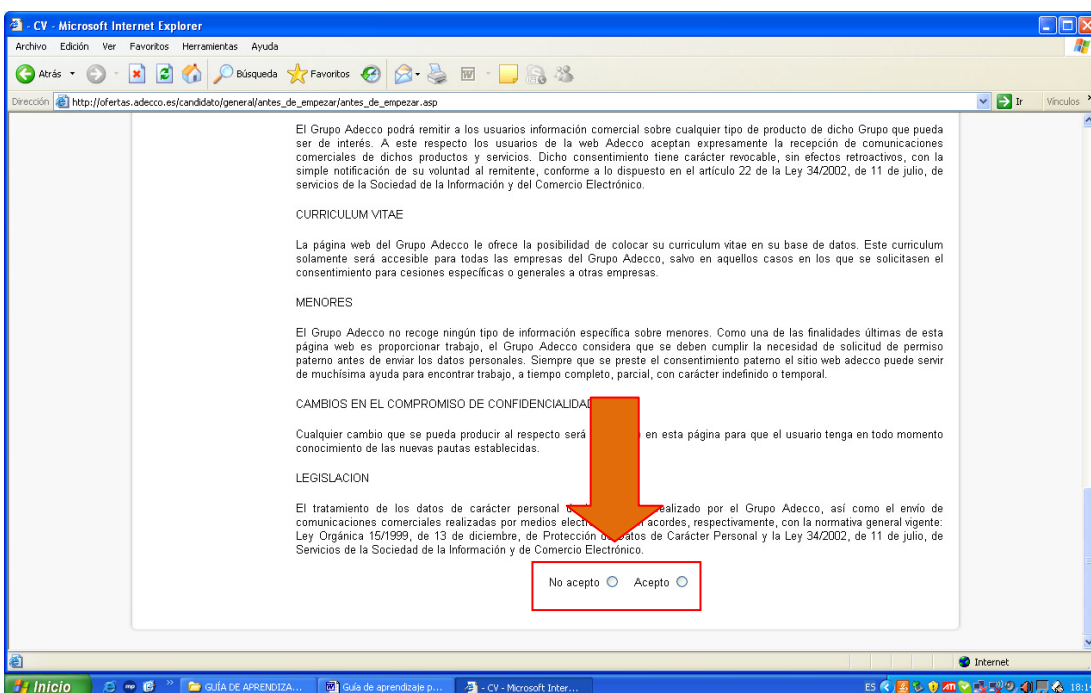 - CV - Microsoft Internet Explorer
Archivo Edición Ver Favoritos Herramientas Ayuda
Atrás Búsqueda Favoritos
Dirección http://ofertas.adecco.es/candidato/general/antes_de_empezar/antes_de_empezar.asp Ir Vínculos
El Grupo Adecco podrá remitir a los usuarios información comercial sobre cualquier tipo de producto de dicho Grupo que pueda
ser de interés. A este respecto los usuarios de la web Adecco aceptan expresamente la recepción de comunicaciones
comerciales de dichos productos y servicios. Dicho consentimiento tiene carácter revocable, sin efectos retroactivos, con la
simple notificación de su voluntad al remitente, conforme a lo dispuesto en el artículo 22 de la Ley 34/2002, de 11 de julio, de
servicios de la Sociedad de la Información y del Comercio Electrónico.
CURRICULUM VITAE
La página web del Grupo Adecco le ofrece la posibilidad de colocar su curriculum vitae en su base de datos. Este curriculum
solamente será accesible para todas las empresas del Grupo Adecco, salvo en aquellos casos en los que se solicitasen el
consentimiento para cesiones específicas o generales a otras empresas.
MENORES
El Grupo Adecco no recoge ningún tipo de información específica sobre menores. Como una de las finalidades últimas de esta
página web es proporcionar trabajo, el Grupo Adecco considera que se deben cumplir la necesidad de solicitud de permiso
paterno antes de enviar los datos personales. Siempre que se preste el consentimiento paterno el sitio web adecco puede servir
de muchísima ayuda para encontrar trabajo, a tiempo completo, parcial, con carácter indefinido o temporal.
CAMBIOS EN EL COMPROMISO DE CONFIDENCIALIDAD
Cualquier cambio que se pueda producir al respecto será en esta página para que el usuario tenga en todo momento
conocimiento de las nuevas pautas establecidas.
LEGISLACION
El tratamiento de los datos de carácter personal realizado por el Grupo Adecco, así como el envío de
comunicaciones comerciales realizadas por medios acordes, respectivamente, con la normativa general vigente:
Ley Orgánica 15/1999, de 13 de diciembre, de Protección de Datos de Carácter Personal y la Ley 34/2002, de 11 de julio, de
Servicios de la Sociedad de la Información y de Comercio Electrónico.
No acepto Acepto
Internet
Inicio GUÍA DE APRENDIZA... Guía de aprendizaje p... - CV - Microsoft Inter... ES 18:14